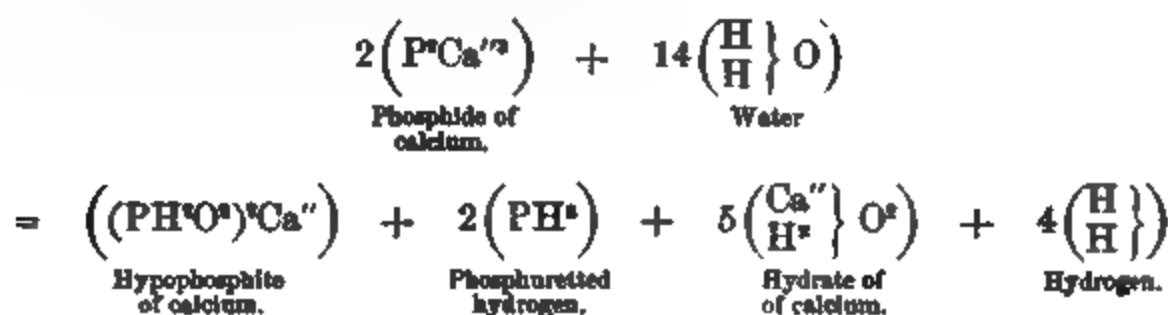 2(P²Ca″³) + 14(H/H} O)
Phosphide of
calcium.
Water
= ((PH²O²)²Ca″) + 2(PH³) + 5(Ca″/H²} O²) + 4(H/H})
Hypophosphite
of calcium.
Phosphuretted
hydrogen.
Hydrate of
of calcium.
Hydrogen.